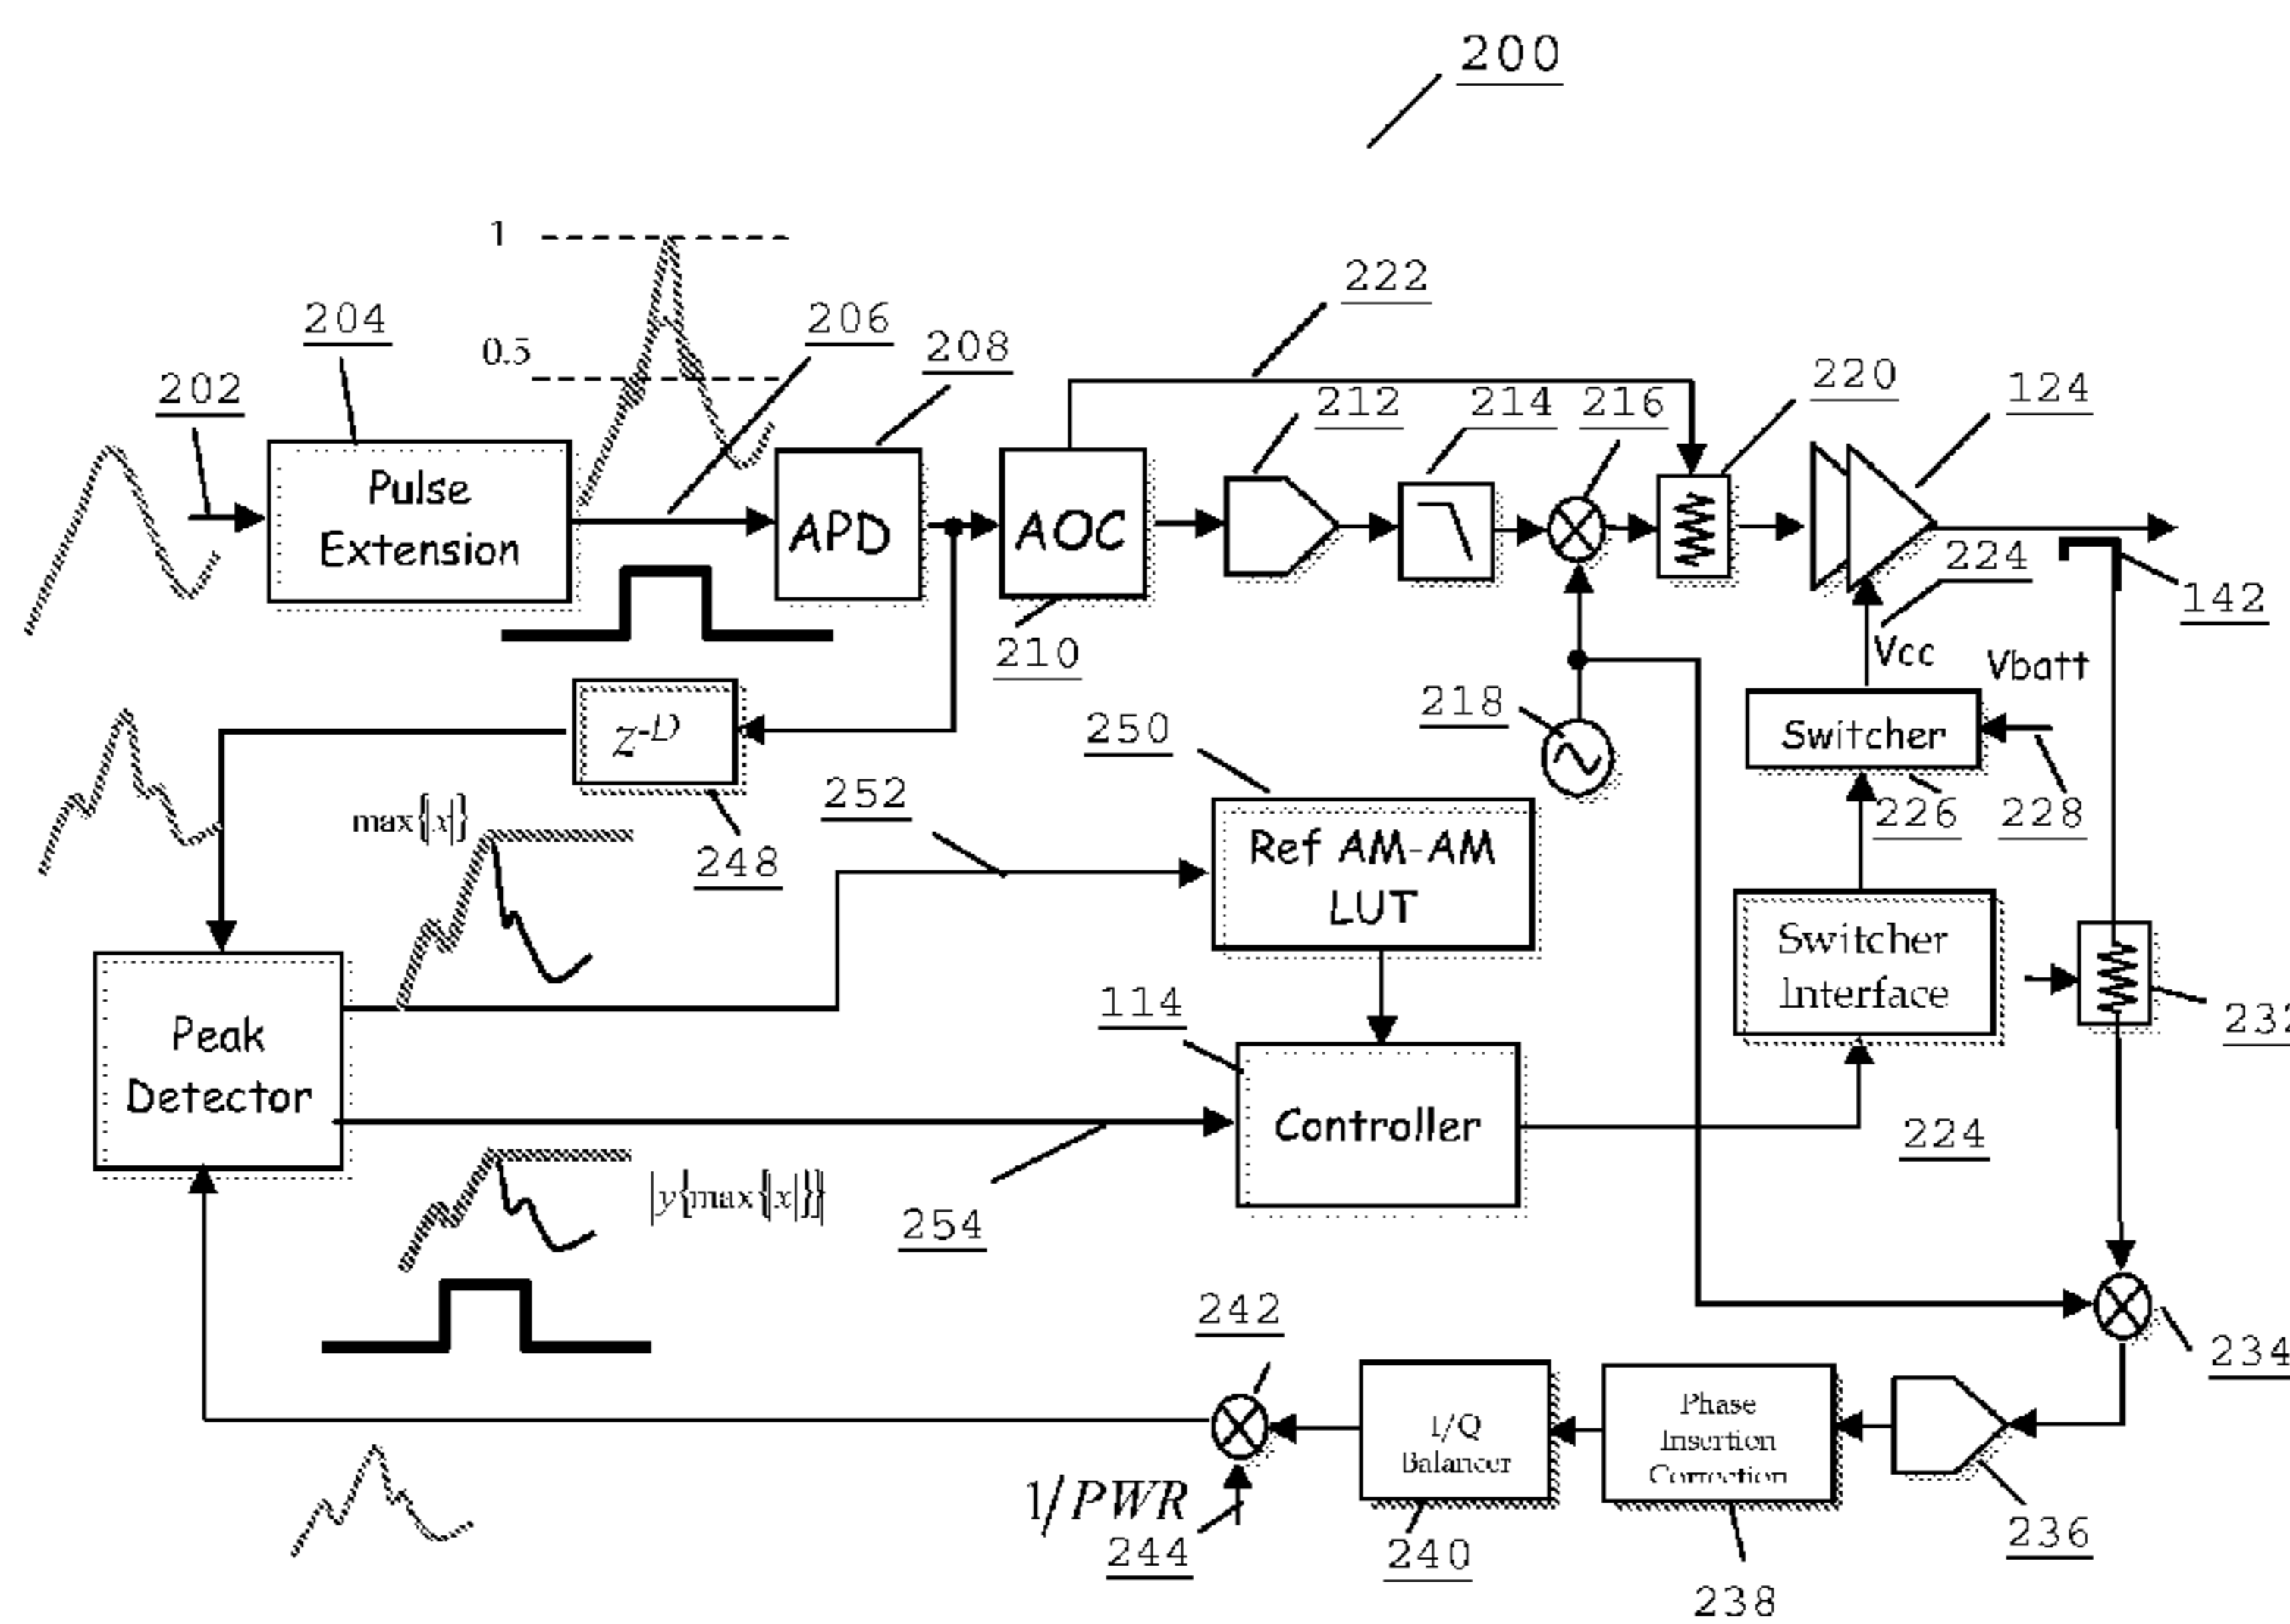 200
1
222
204
206
208
0.5
202
212
214
216
220
124
Pulse
Extension
APD
AOC
224
142
210
Vcc
Vbatt
z-D
218
250
Switcher
252
max{|x|}
248
226
228
Ref AM-AM
LUT
Switcher
Interface
114
232
Peak
Detector
Controller
224
|y{max{|x|}}|
254
242
234
Phase
Insertion
Correction
I/Q
Balancer
1/PWR
244
240
236
238